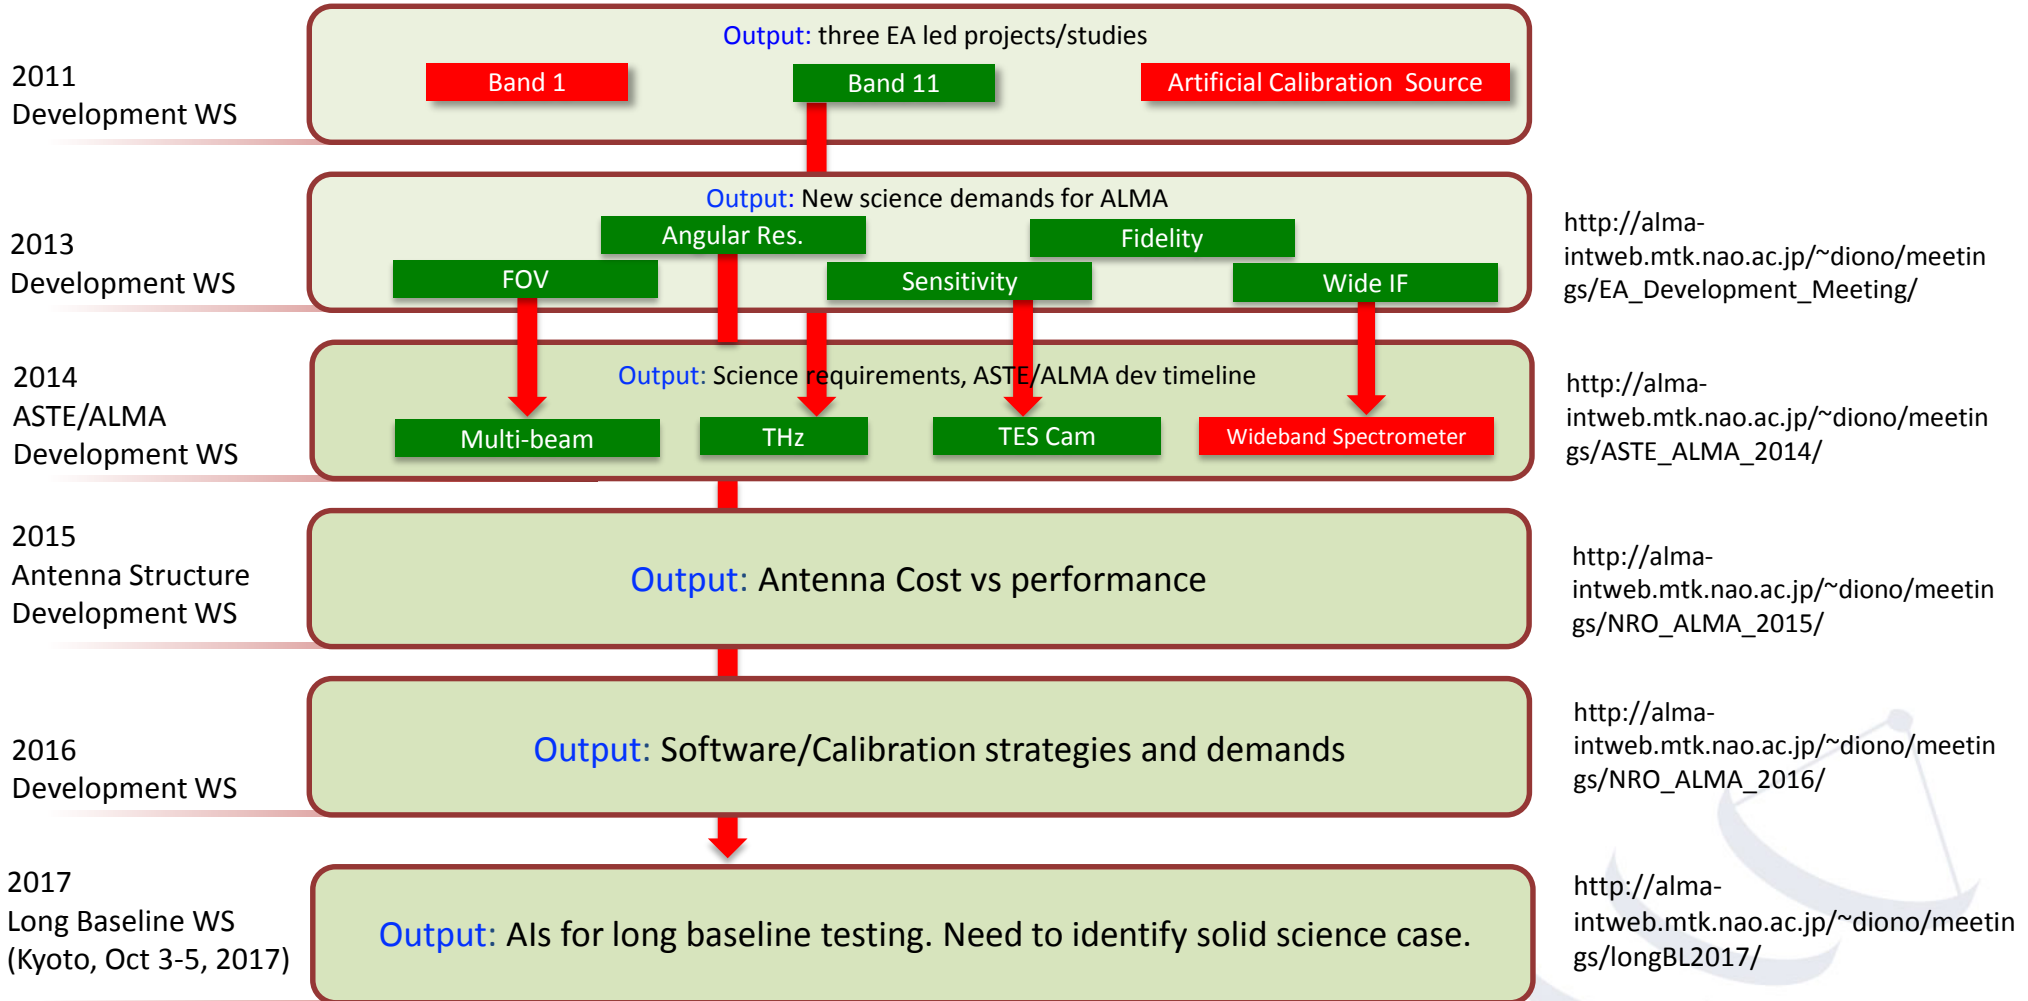 Output: three EA led projects/studies
2011
Development WS
Band 1
Band 11
Artificial Calibration Source
Output: New science demands for ALMA
2013
Development WS
Angular Res.
Fidelity
FOV
Sensitivity
Wide IF
http://alma-
intweb.mtk.nao.ac.jp/~diono/meetin
gs/EA_Development_Meeting/
2014
ASTE/ALMA
Development WS
Output: Science requirements, ASTE/ALMA dev timeline
Multi-beam
THz
TES Cam
Wideband Spectrometer
http://alma-
intweb.mtk.nao.ac.jp/~diono/meetin
gs/ASTE_ALMA_2014/
2015
Antenna Structure
Development WS
Output: Antenna Cost vs performance
http://alma-
intweb.mtk.nao.ac.jp/~diono/meetin
gs/NRO_ALMA_2015/
2016
Development WS
Output: Software/Calibration strategies and demands
http://alma-
intweb.mtk.nao.ac.jp/~diono/meetin
gs/NRO_ALMA_2016/
2017
Long Baseline WS
(Kyoto, Oct 3-5, 2017)
Output: AIs for long baseline testing. Need to identify solid science case.
http://alma-
intweb.mtk.nao.ac.jp/~diono/meetin
gs/longBL2017/